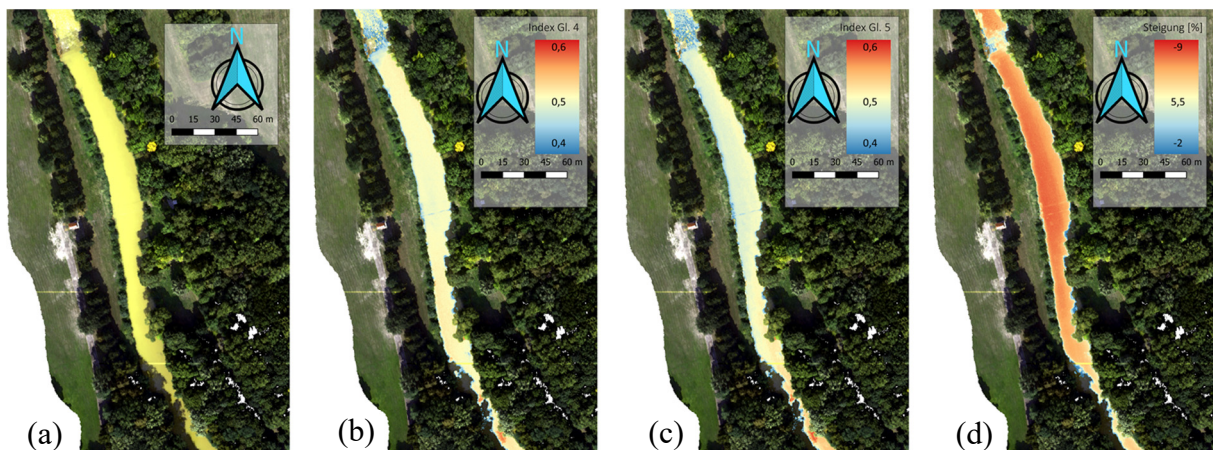 N
0 15 30 45 60 m
(a)
Index Gl. 4
0,6
0,5
0,4
N
0 15 30 45 60 m
(b)
Index Gl. 5
0,6
0,5
0,4
N
0 15 30 45 60 m
(c)
Steigung [%]
-9
5,5
-2
N
0 15 30 45 60 m
(d)